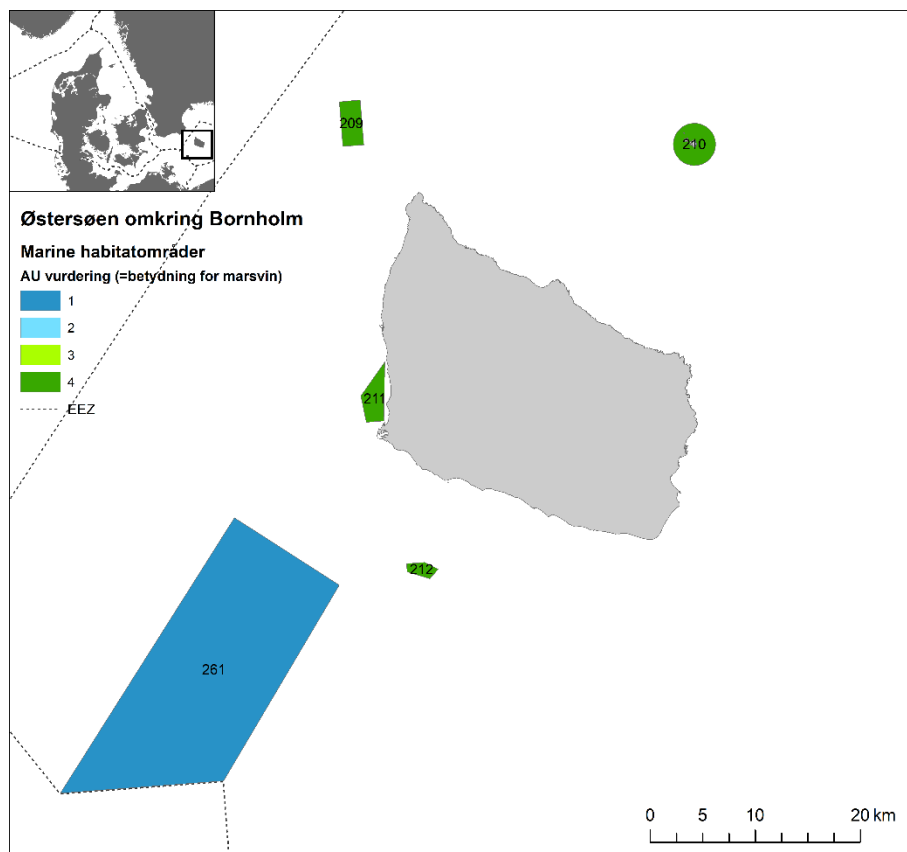 Østersøen omkring Bornholm
Marine habitatområder
AU vurdering (=betydning for marsvin)
1
2
3
4
EEZ
209
210
211
212
261
0 5 10 20 km